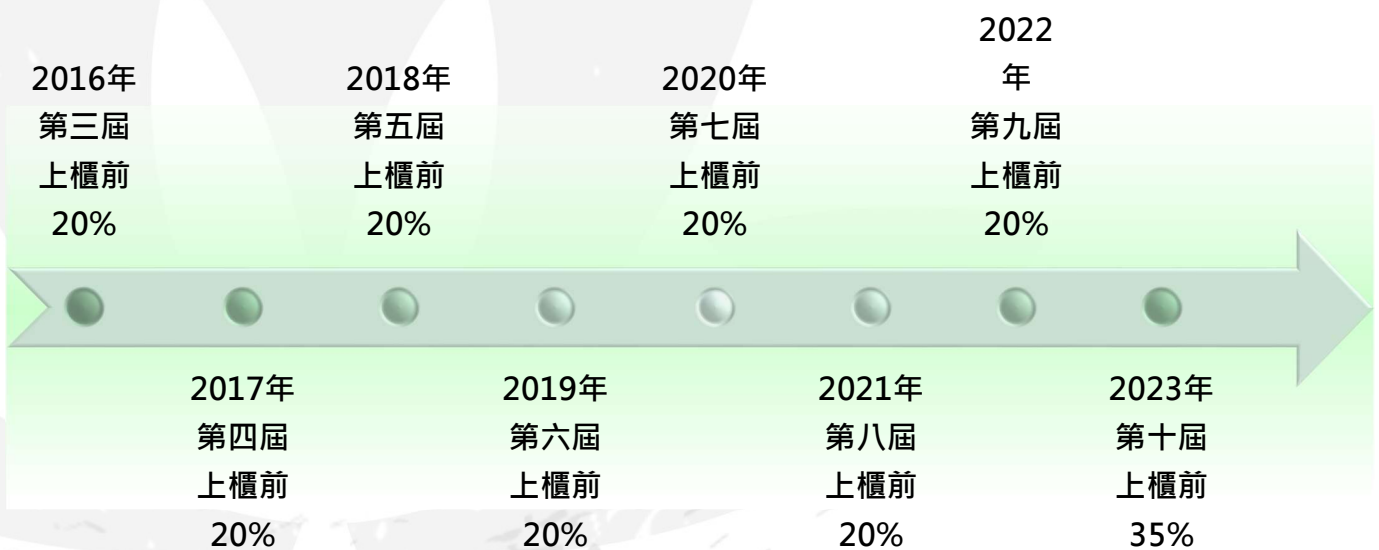 2016年
第三屆
上櫃前
20%
2017年
第四屆
上櫃前
20%
2018年
第五屆
上櫃前
20%
2019年
第六屆
上櫃前
20%
2020年
第七屆
上櫃前
20%
2021年
第八屆
上櫃前
20%
2022
年
第九屆
上櫃前
20%
2023年
第十屆
上櫃前
35%